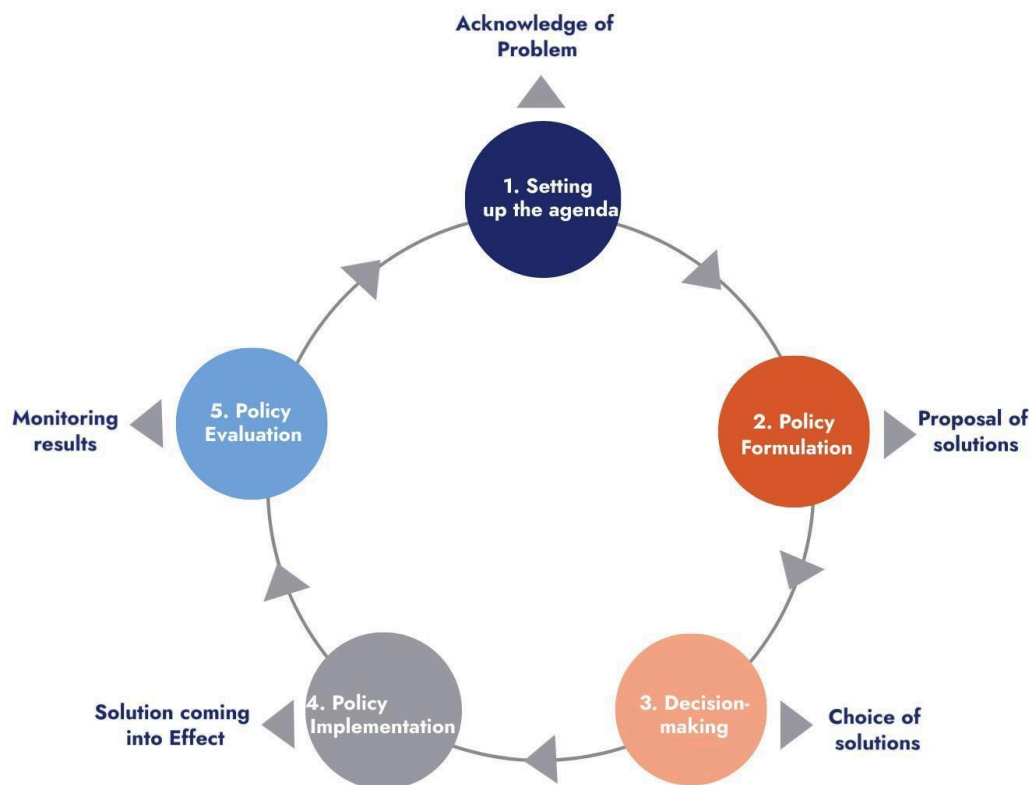 Acknowledge of
Problem
1. Setting
up the agenda
2. Policy
Formulation
Proposal of
solutions
3. Decision-
making
Choice of
solutions
4. Policy
Implementation
Solution coming
into Effect
5. Policy
Evaluation
Monitoring
results